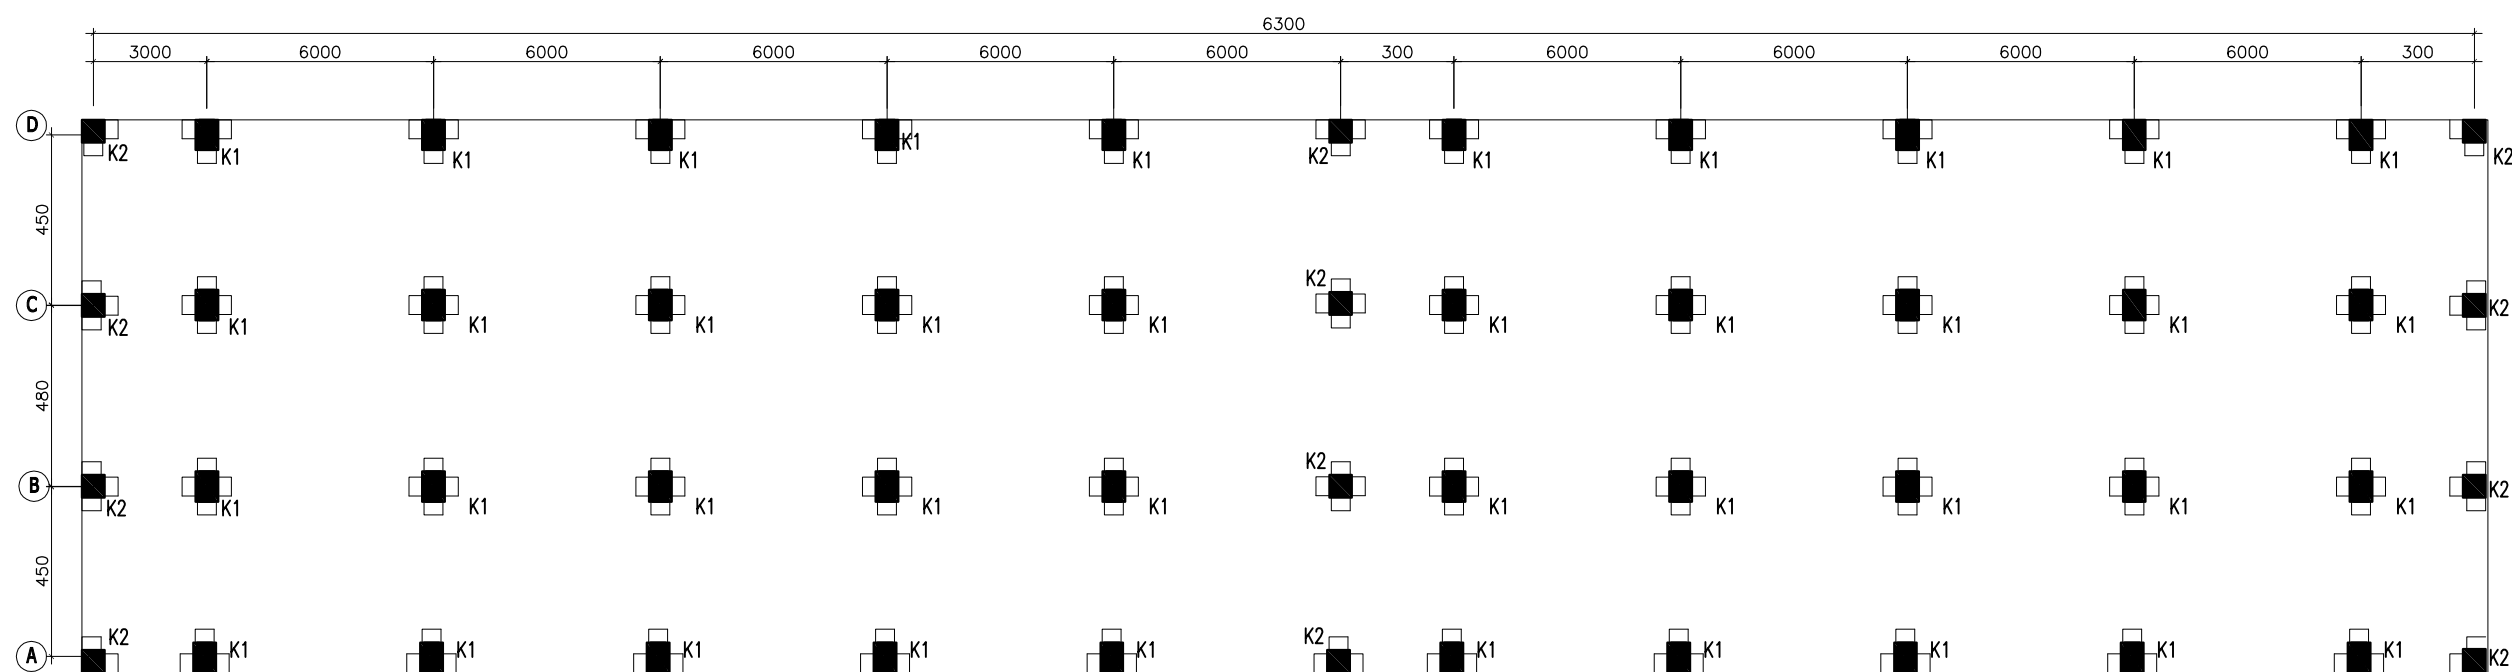 6300
3000 6000 6000 6000 6000 6000 300 6000 6000 6000 6000 300
D
K2 K1 K1 K1 K1 K1 K2 K1 K1 K1 K1 K1 K2
450
K2
C
K2 K1 K1 K1 K1 K1 K1 K1 K1 K1 K1 K2
480
K2
B
K2 K1 K1 K1 K1 K1 K1 K1 K1 K1 K1 K2
450
K2 K2
A
K1 K1 K1 K1 K1 K1 K1 K1 K1 K1 K2